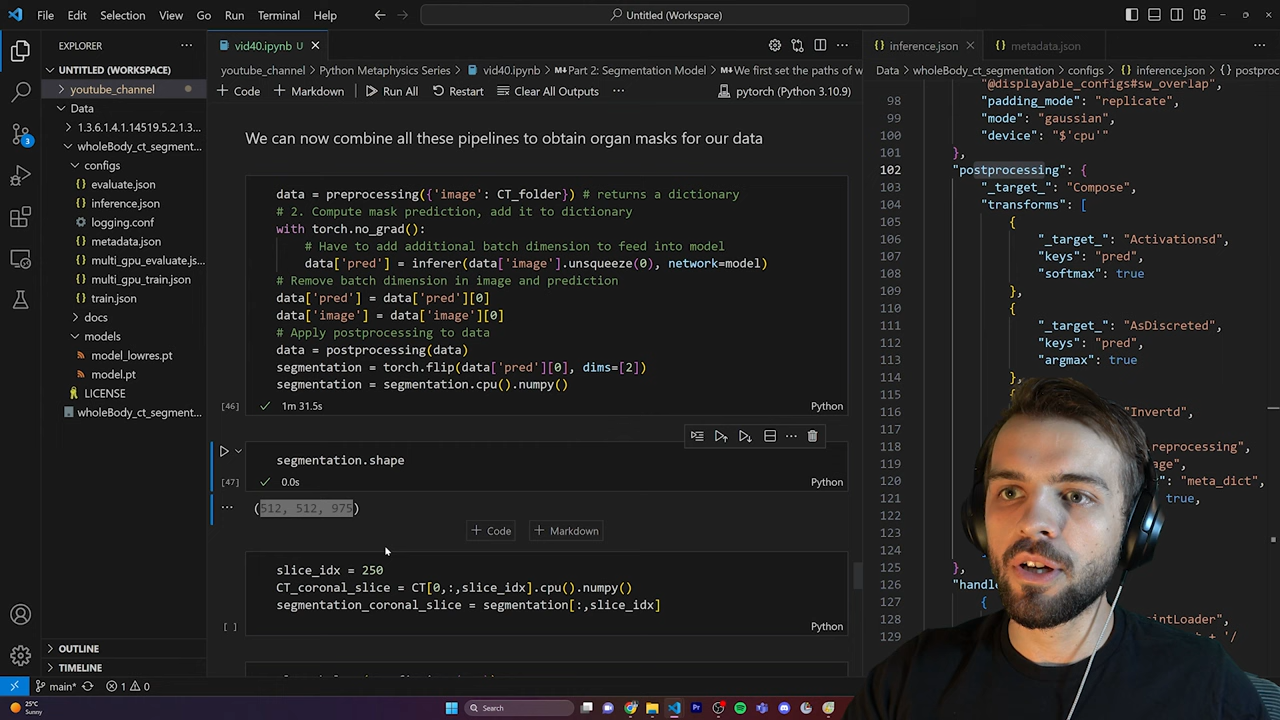 File Edit Selection View Go Run Terminal Help
Untitled (Workspace)
EXPLORER
UNTITLED (WORKSPACE)
youtube_channel
Data
1.3.6.1.4.1.14519.5.2.1.3...
wholeBody_ct_segment...
configs
evaluate.json
inference.json
logging.conf
metadata.json
multi_gpu_evaluate.js...
multi_gpu_train.json
train.json
docs
models
model_lowres.pt
model.pt
LICENSE
wholeBody_ct_segment...
OUTLINE
TIMELINE
vid40.ipynb U
youtube_channel > Python Metaphysics Series > vid40.ipynb > Part 2: Segmentation Model > We first set the paths of w
+ Code + Markdown Run All Restart Clear All Outputs ... pytorch (Python 3.10.9)
We can now combine all these pipelines to obtain organ masks for our data
data = preprocessing({'image': CT_folder}) # returns a dictionary
# 2. Compute mask prediction, add it to dictionary
with torch.no_grad():
# Have to add additional batch dimension to feed into model
data['pred'] = inferer(data['image'].unsqueeze(0), network=model)
# Remove batch dimension in image and prediction
data['pred'] = data['pred'][0]
data['image'] = data['image'][0]
# Apply postprocessing to data
data = postprocessing(data)
segmentation = torch.flip(data['pred'][0], dims=[2])
segmentation = segmentation.cpu().numpy()
[46] 1m 31.5s Python
segmentation.shape
[47] 0.0s Python
(512, 512, 975)
+ Code + Markdown
slice_idx = 250
CT_coronal_slice = CT[0,:,slice_idx].cpu().numpy()
segmentation_coronal_slice = segmentation[:,slice_idx]
[ ] Python
inference.json metadata.json
Data > wholeBody_ct_segmentation > configs > inference.json > postproc
"@displayable_configs#sw_overlap"
98 "padding_mode": "replicate",
99 "mode": "gaussian",
100 "device": "$'cpu'"
101 },
102 "postprocessing": {
103 "_target_": "Compose",
104 "transforms": [
105 {
106 "_target_": "Activationsd",
107 "keys": "pred",
108 "softmax": true
109 },
110 {
111 "_target_": "AsDiscreted",
112 "keys": "pred",
113 "argmax": true
114 },
115
116 "Invertd",
117
118 reprocessing",
119 age",
120 "meta_dict"
121 true,
122
123
124
125
126 "handle
127 {
128 rintLoader",
129 + '/
main* 1 0
25°C
Sunny
Search